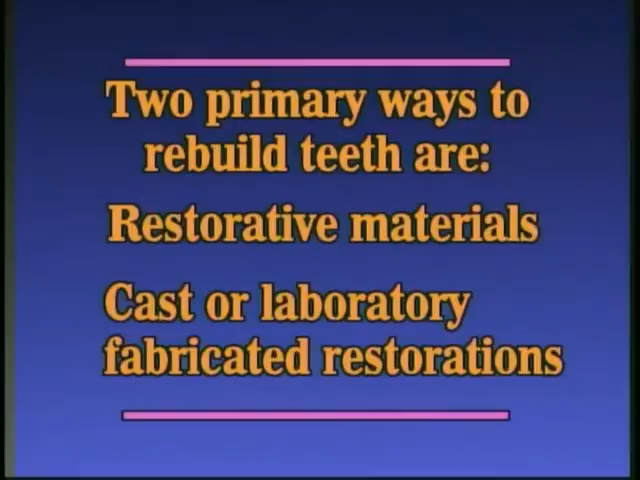 Two primary ways to
rebuild teeth are:
Restorative materials
Cast or laboratory
fabricated restorations